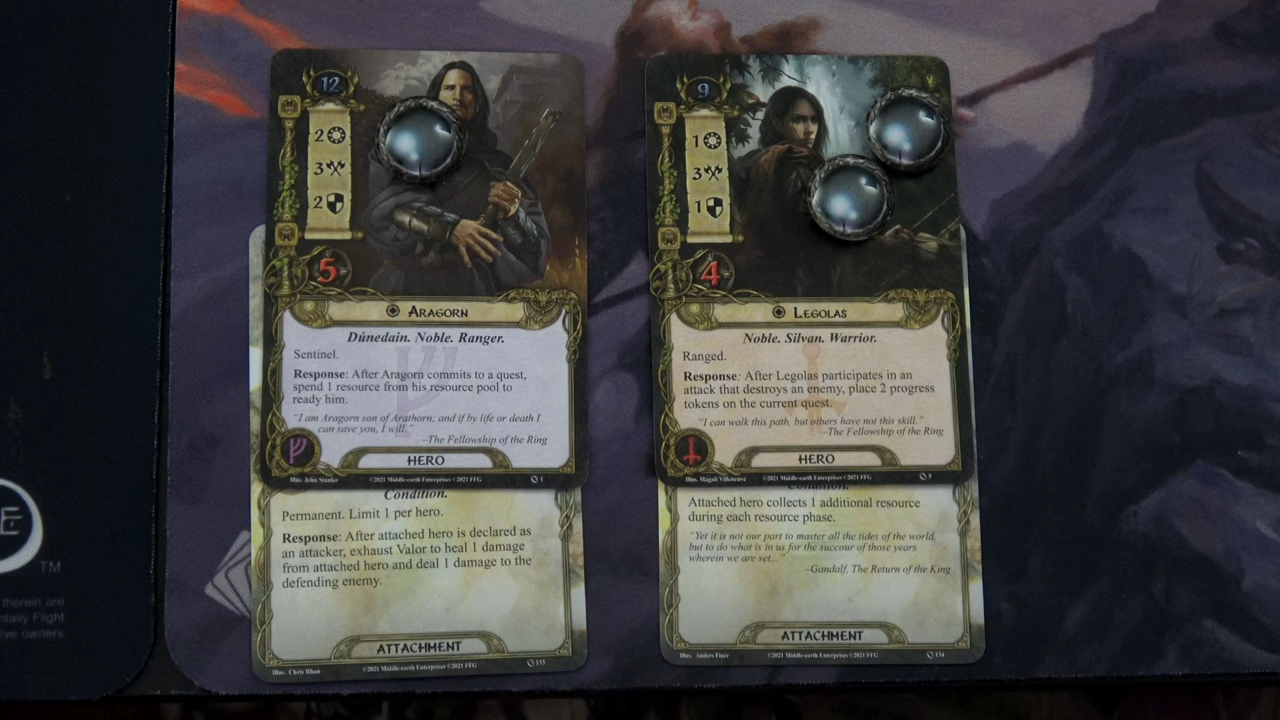 12
2
3
2
5
ARAGORN
Dúnedain. Noble. Ranger.
Sentinel.
Response: After Aragorn commits to a quest,
spend 1 resource from his resource pool to
ready him.
"I am Aragorn son of Arathorn; and if by life or death I
can save you, I will."
–The Fellowship of the Ring
HERO
Illus. John Stanko
©2021 Middle-earth Enterprises ©2021 FFG
1
Condition.
Permanent. Limit 1 per hero.
Response: After attached hero is declared as
an attacker, exhaust Valor to heal 1 damage
from attached hero and deal 1 damage to the
defending enemy.
ATTACHMENT
Illus. Chris Rhan
©2021 Middle-earth Enterprises ©2021 FFG
133
9
1
3
1
4
LEGOLAS
Noble. Silvan. Warrior.
Ranged.
Response: After Legolas participates in an
attack that destroys an enemy, place 2 progress
tokens on the current quest.
"I can walk this path, but others have not this skill."
–The Fellowship of the Ring
HERO
Illus. Magali Villeneuve
©2021 Middle-earth Enterprises ©2021 FFG
Condition.
Attached hero collects 1 additional resource
during each resource phase.
"Yet it is not our part to master all the tides of the world,
but to do what is in us for the succour of those years
wherein we are set..."
–Gandalf, The Return of the King
ATTACHMENT
Illus. Anders Finér
©2021 Middle-earth Enterprises ©2021 FFG
134
E
TM
therein are
ntasy Flight
owners